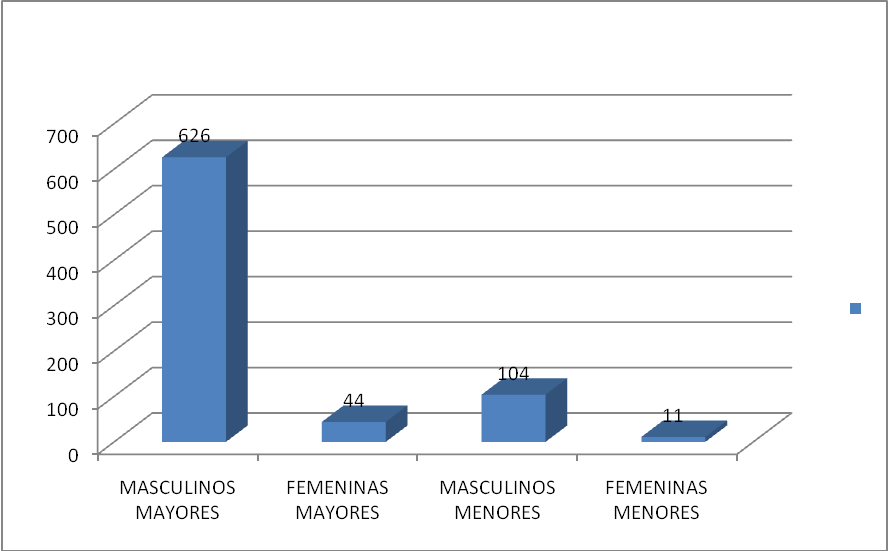 700
600
500
400
300
200
100
0
626
44
104
11
MASCULINOS
MAYORES
FEMENINAS
MAYORES
MASCULINOS
MENORES
FEMENINAS
MENORES